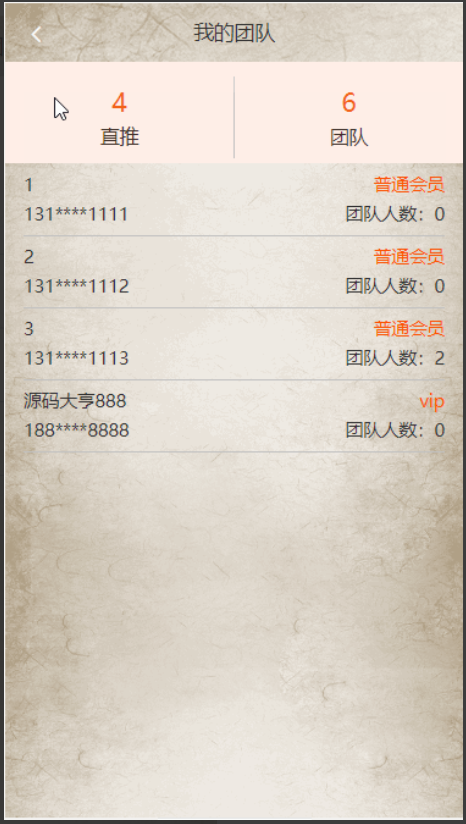 我的团队
4 6
直推 团队
1 普通会员
131****1111 团队人数：0
2 普通会员
131****1112 团队人数：0
3 普通会员
131****1113 团队人数：2
源码大亨888 vip
188****8888 团队人数：0